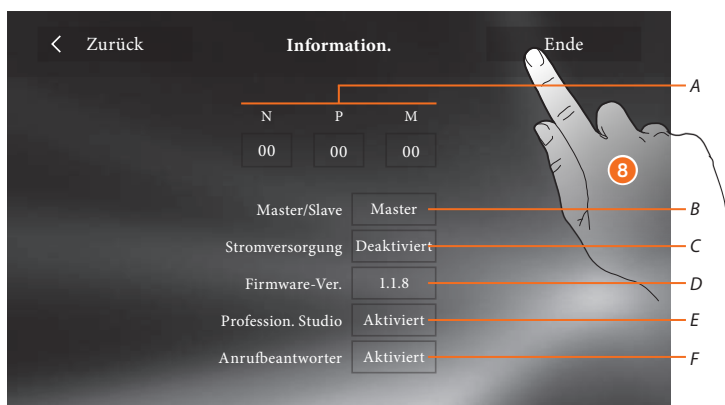 Zurück Information. Ende
A
N P M
00 00 00
8
Master/Slave Master B
Stromversorgung Deaktiviert C
Firmware-Ver. 1.1.8 D
Profession. Studio Aktiviert E
Anrufbeantworter Aktiviert F